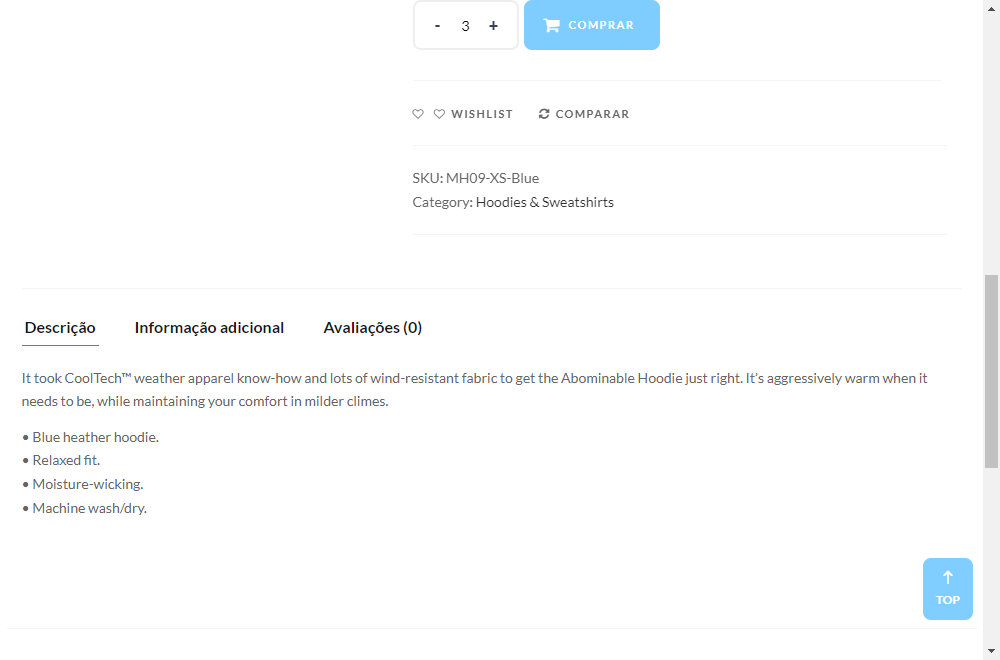 - 3 +
COMPRAR
WISHLIST
COMPARAR
SKU: MH09-XS-Blue
Category: Hoodies & Sweatshirts
Descrição
Informação adicional
Avaliações (0)
It took CoolTech™ weather apparel know-how and lots of wind-resistant fabric to get the Abominable Hoodie just right. It's aggressively warm when it
needs to be, while maintaining your comfort in milder climes.
• Blue heather hoodie.
• Relaxed fit.
• Moisture-wicking.
• Machine wash/dry.
TOP